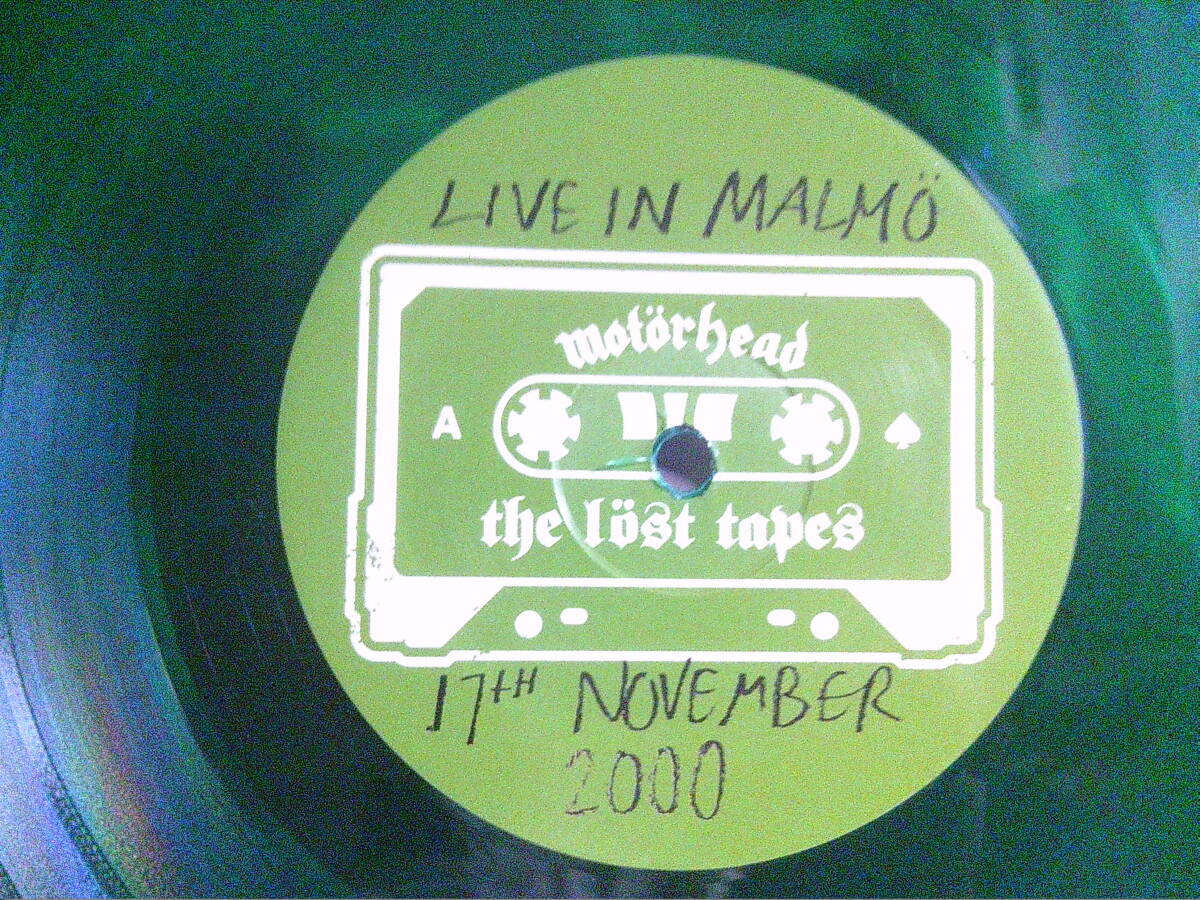 LIVE IN MALMÖ
motörhead
A
the löst tapes
17TH NOVEMBER
2000